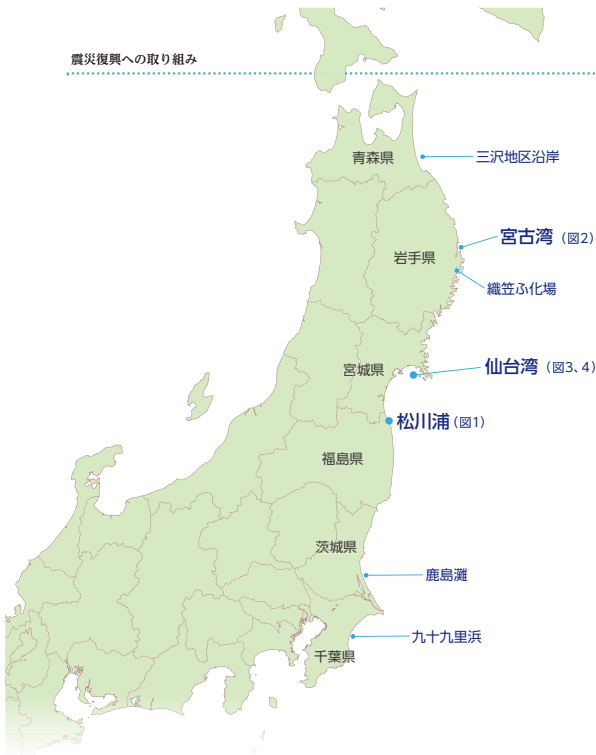 震災復興への取り組み
青森県
三沢地区沿岸
宮古湾（図2）
岩手県
織笠ふ化場
仙台湾（図3、4）
宮城県
松川浦（図1）
福島県
茨城県
鹿島灘
九十九里浜
千葉県